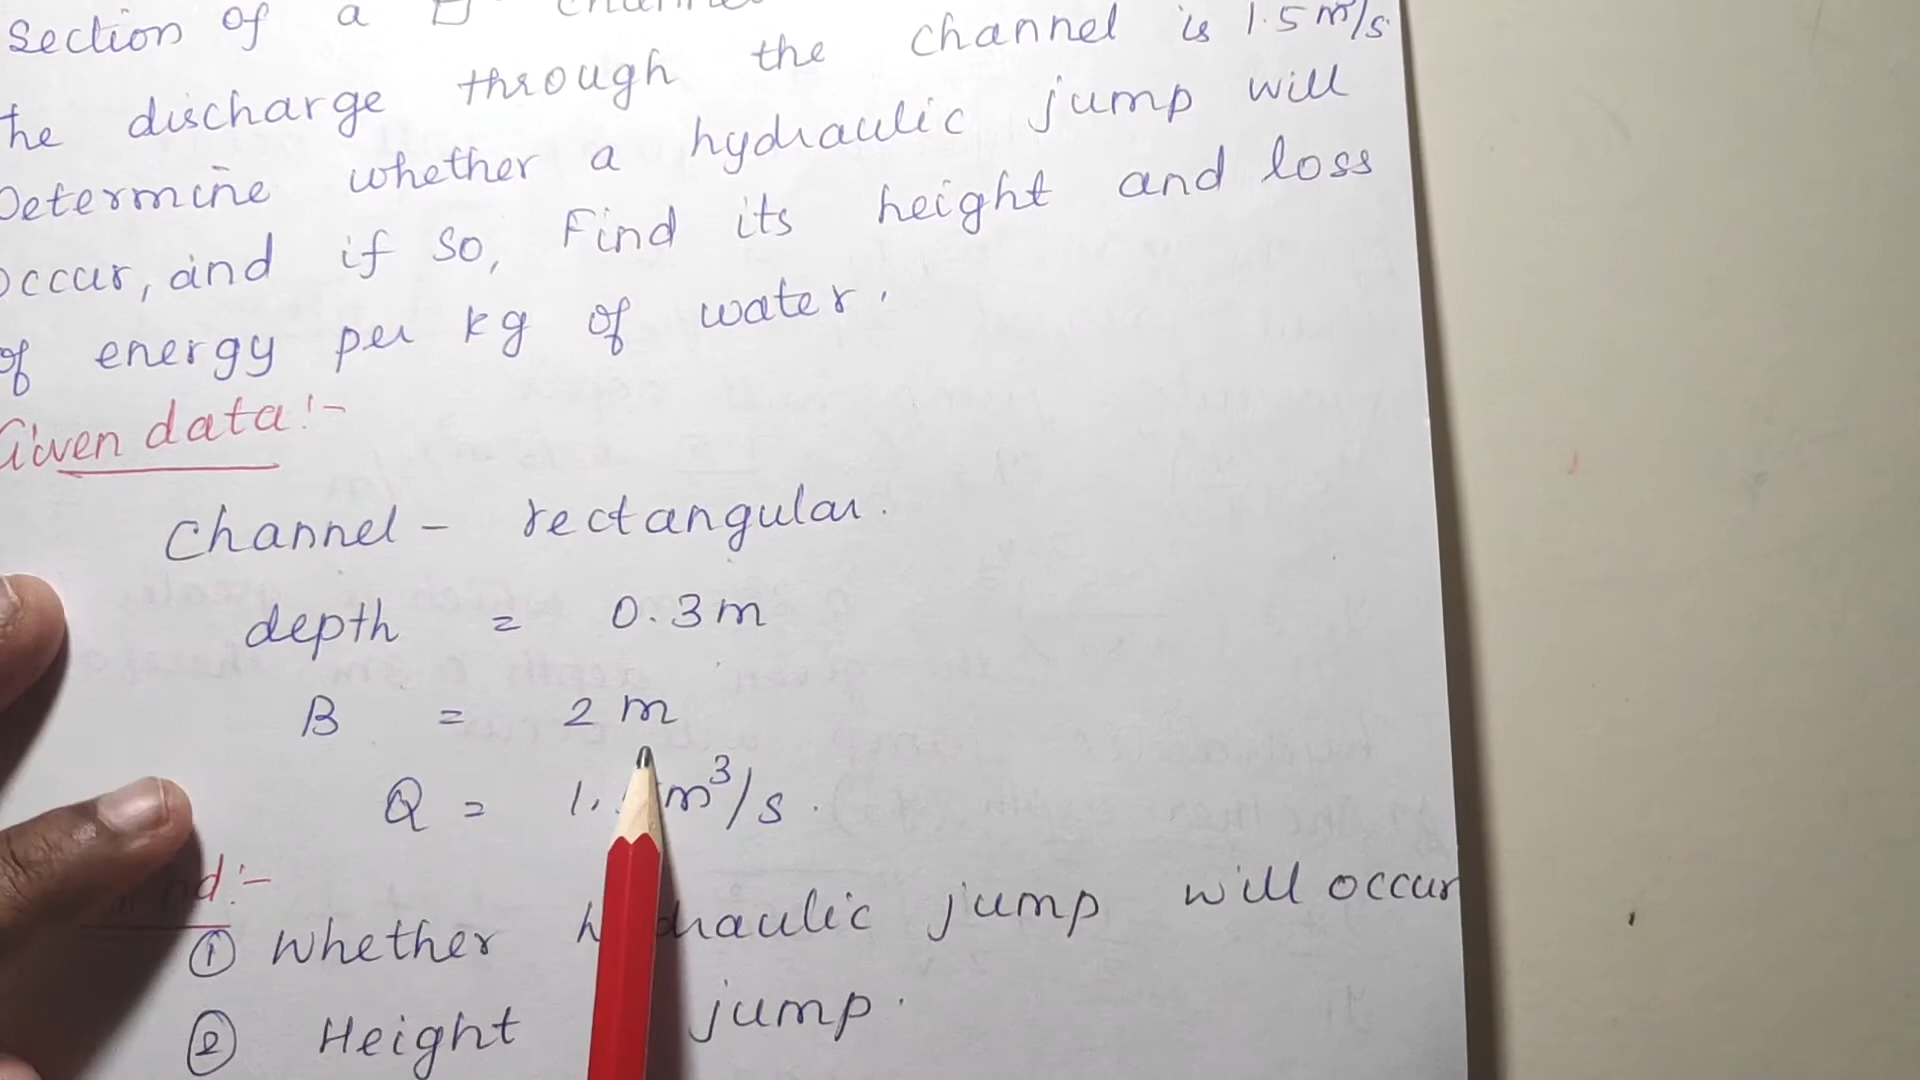 section of a
the discharge through the channel is 1.5 m³/s.
Determine whether a hydraulic jump will
occur, and if so, Find its height and loss
of energy per kg of water.
Given data:-
Channel - rectangular.
depth = 0.3 m
B = 2 m
Q = 1. m³/s.
① Whether hydraulic jump will occur
② Height jump.